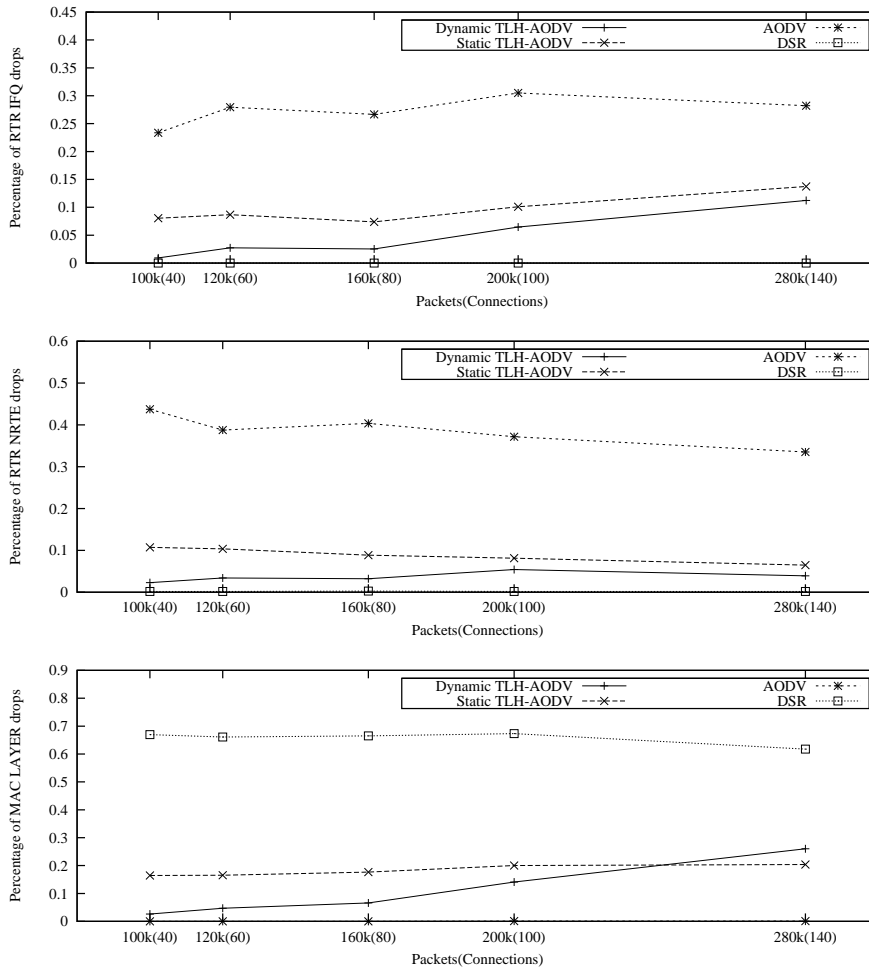 Percentage of RTR IFQ drops
0.45
0.4
0.35
0.3
0.25
0.2
0.15
0.1
0.05
0
Dynamic TLH-AODV
Static TLH-AODV
AODV
DSR
100k(40)
120k(60)
160k(80)
200k(100)
280k(140)
Packets(Connections)
Percentage of RTR NRTE drops
0.6
0.5
0.4
0.3
0.2
0.1
0
Dynamic TLH-AODV
Static TLH-AODV
AODV
DSR
100k(40)
120k(60)
160k(80)
200k(100)
280k(140)
Packets(Connections)
Percentage of MAC LAYER drops
0.9
0.8
0.7
0.6
0.5
0.4
0.3
0.2
0.1
0
Dynamic TLH-AODV
Static TLH-AODV
AODV
DSR
100k(40)
120k(60)
160k(80)
200k(100)
280k(140)
Packets(Connections)